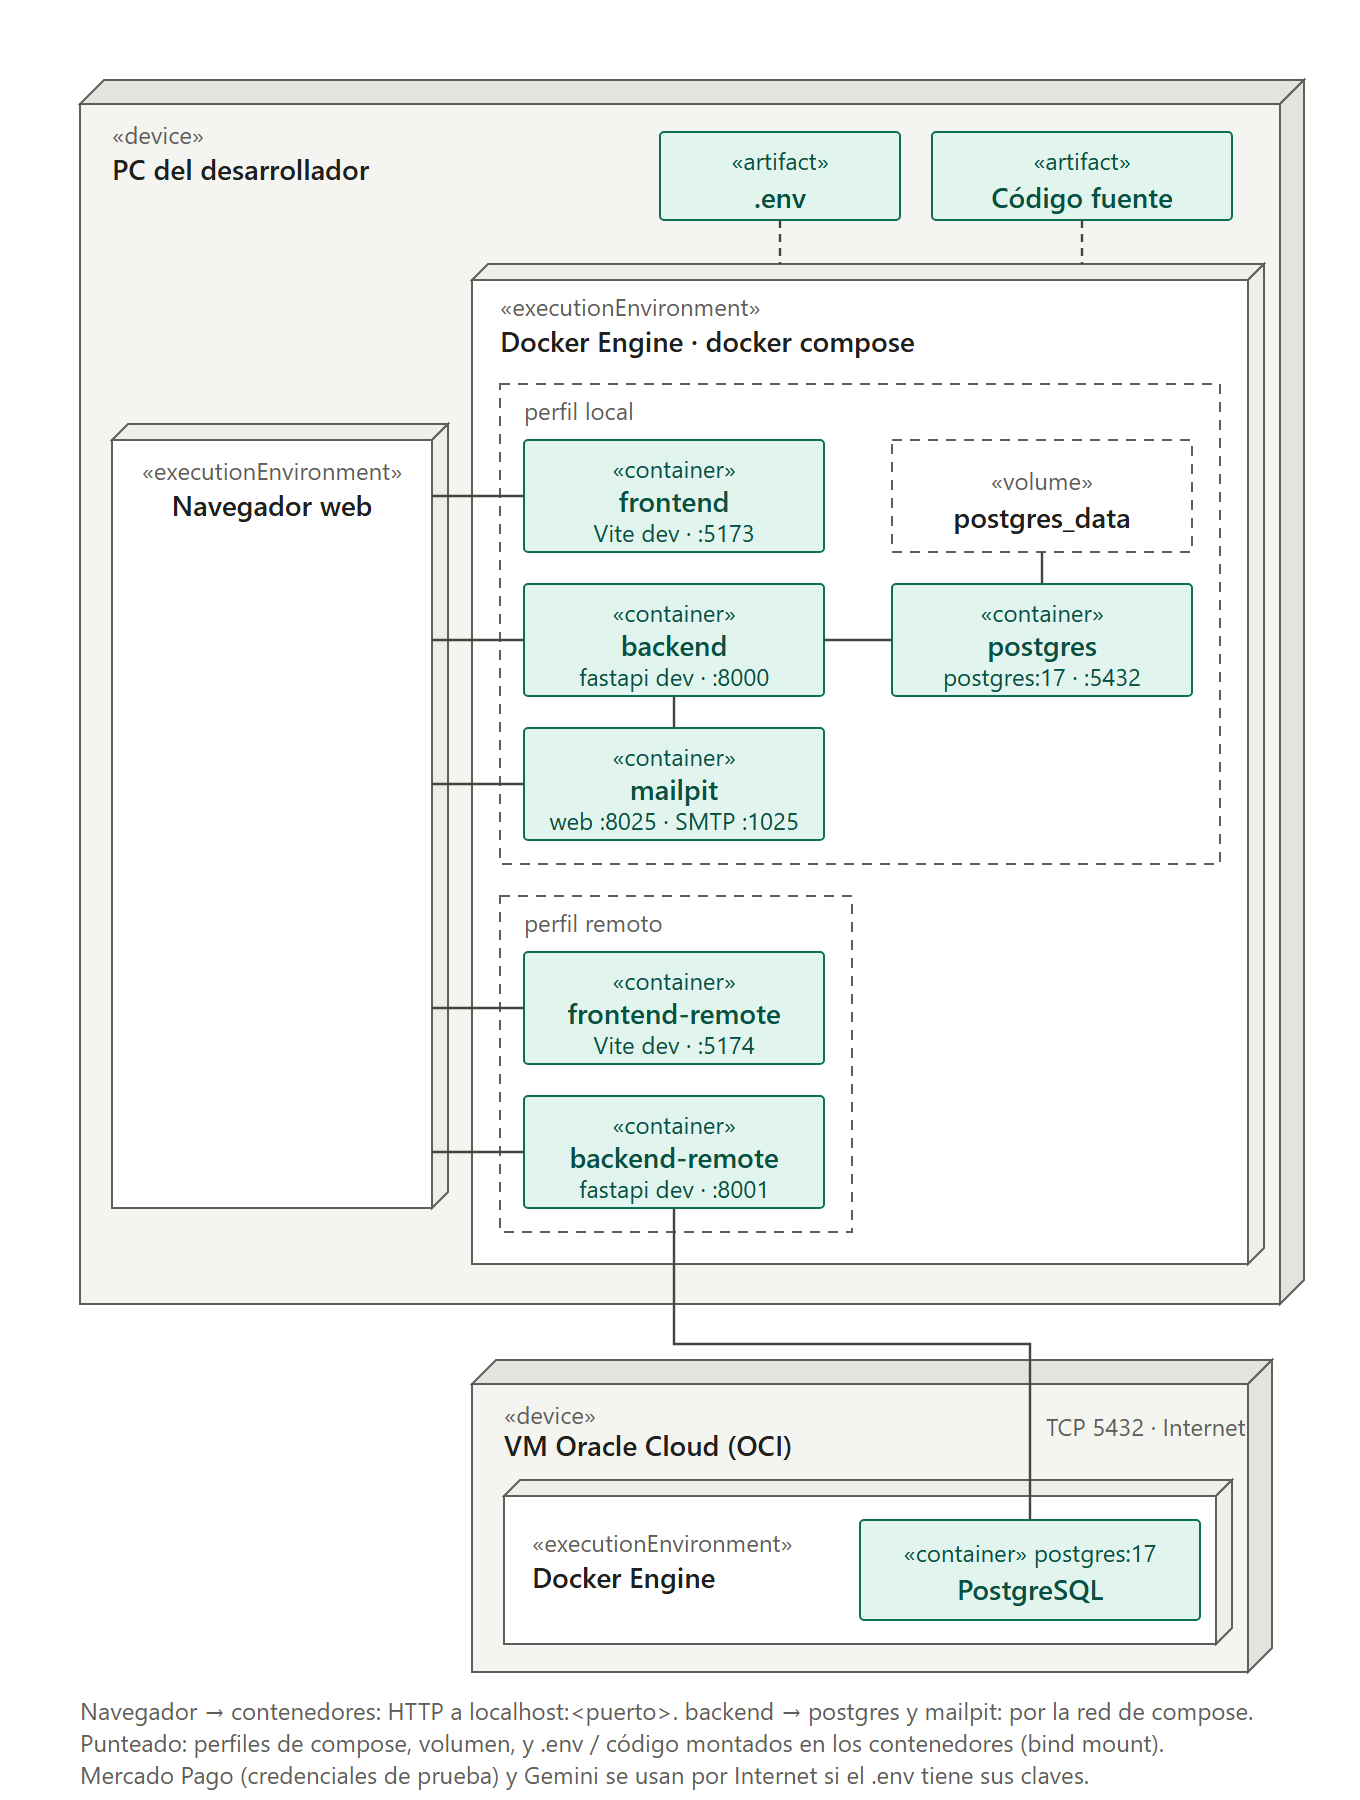 «device»
PC del desarrollador
«artifact»
.env
«artifact»
Código fuente
«executionEnvironment»
Docker Engine · docker compose
perfil local
«executionEnvironment»
Navegador web
«container»
frontend
Vite dev · :5173
«volume»
postgres_data
«container»
backend
fastapi dev · :8000
«container»
postgres
postgres:17 · :5432
«container»
mailpit
web :8025 · SMTP :1025
perfil remoto
«container»
frontend-remote
Vite dev · :5174
«container»
backend-remote
fastapi dev · :8001
«device»
VM Oracle Cloud (OCI)
TCP 5432 · Internet
«executionEnvironment»
Docker Engine
«container» postgres:17
PostgreSQL
Navegador → contenedores: HTTP a localhost:<puerto>. backend → postgres y mailpit: por la red de compose.
Punteado: perfiles de compose, volumen, y .env / código montados en los contenedores (bind mount).
Mercado Pago (credenciales de prueba) y Gemini se usan por Internet si el .env tiene sus claves.